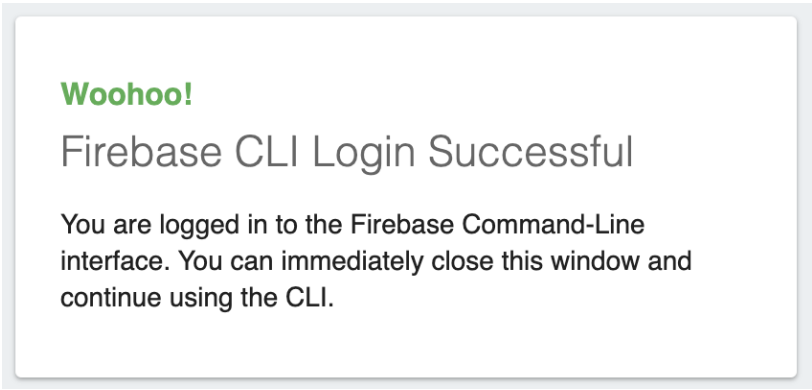 Woohoo!
Firebase CLI Login Successful
You are logged in to the Firebase Command-Line
interface. You can immediately close this window and
continue using the CLI.